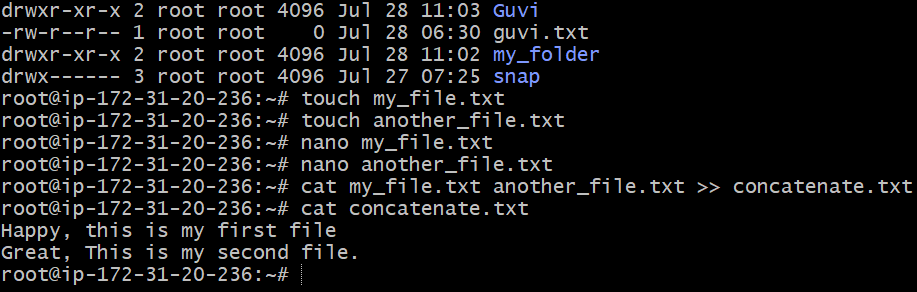 drwxr-xr-x 2 root root 4096 Jul 28 11:03 Guvi
-rw-r--r-- 1 root root    0 Jul 28 06:30 guvi.txt
drwxr-xr-x 2 root root 4096 Jul 28 11:02 my_folder
drwx------ 3 root root 4096 Jul 27 07:25 snap
root@ip-172-31-20-236:~# touch my_file.txt
root@ip-172-31-20-236:~# touch another_file.txt
root@ip-172-31-20-236:~# nano my_file.txt
root@ip-172-31-20-236:~# nano another_file.txt
root@ip-172-31-20-236:~# cat my_file.txt another_file.txt >> concatenate.txt
root@ip-172-31-20-236:~# cat concatenate.txt
Happy, this is my first file
Great, This is my second file.
root@ip-172-31-20-236:~#